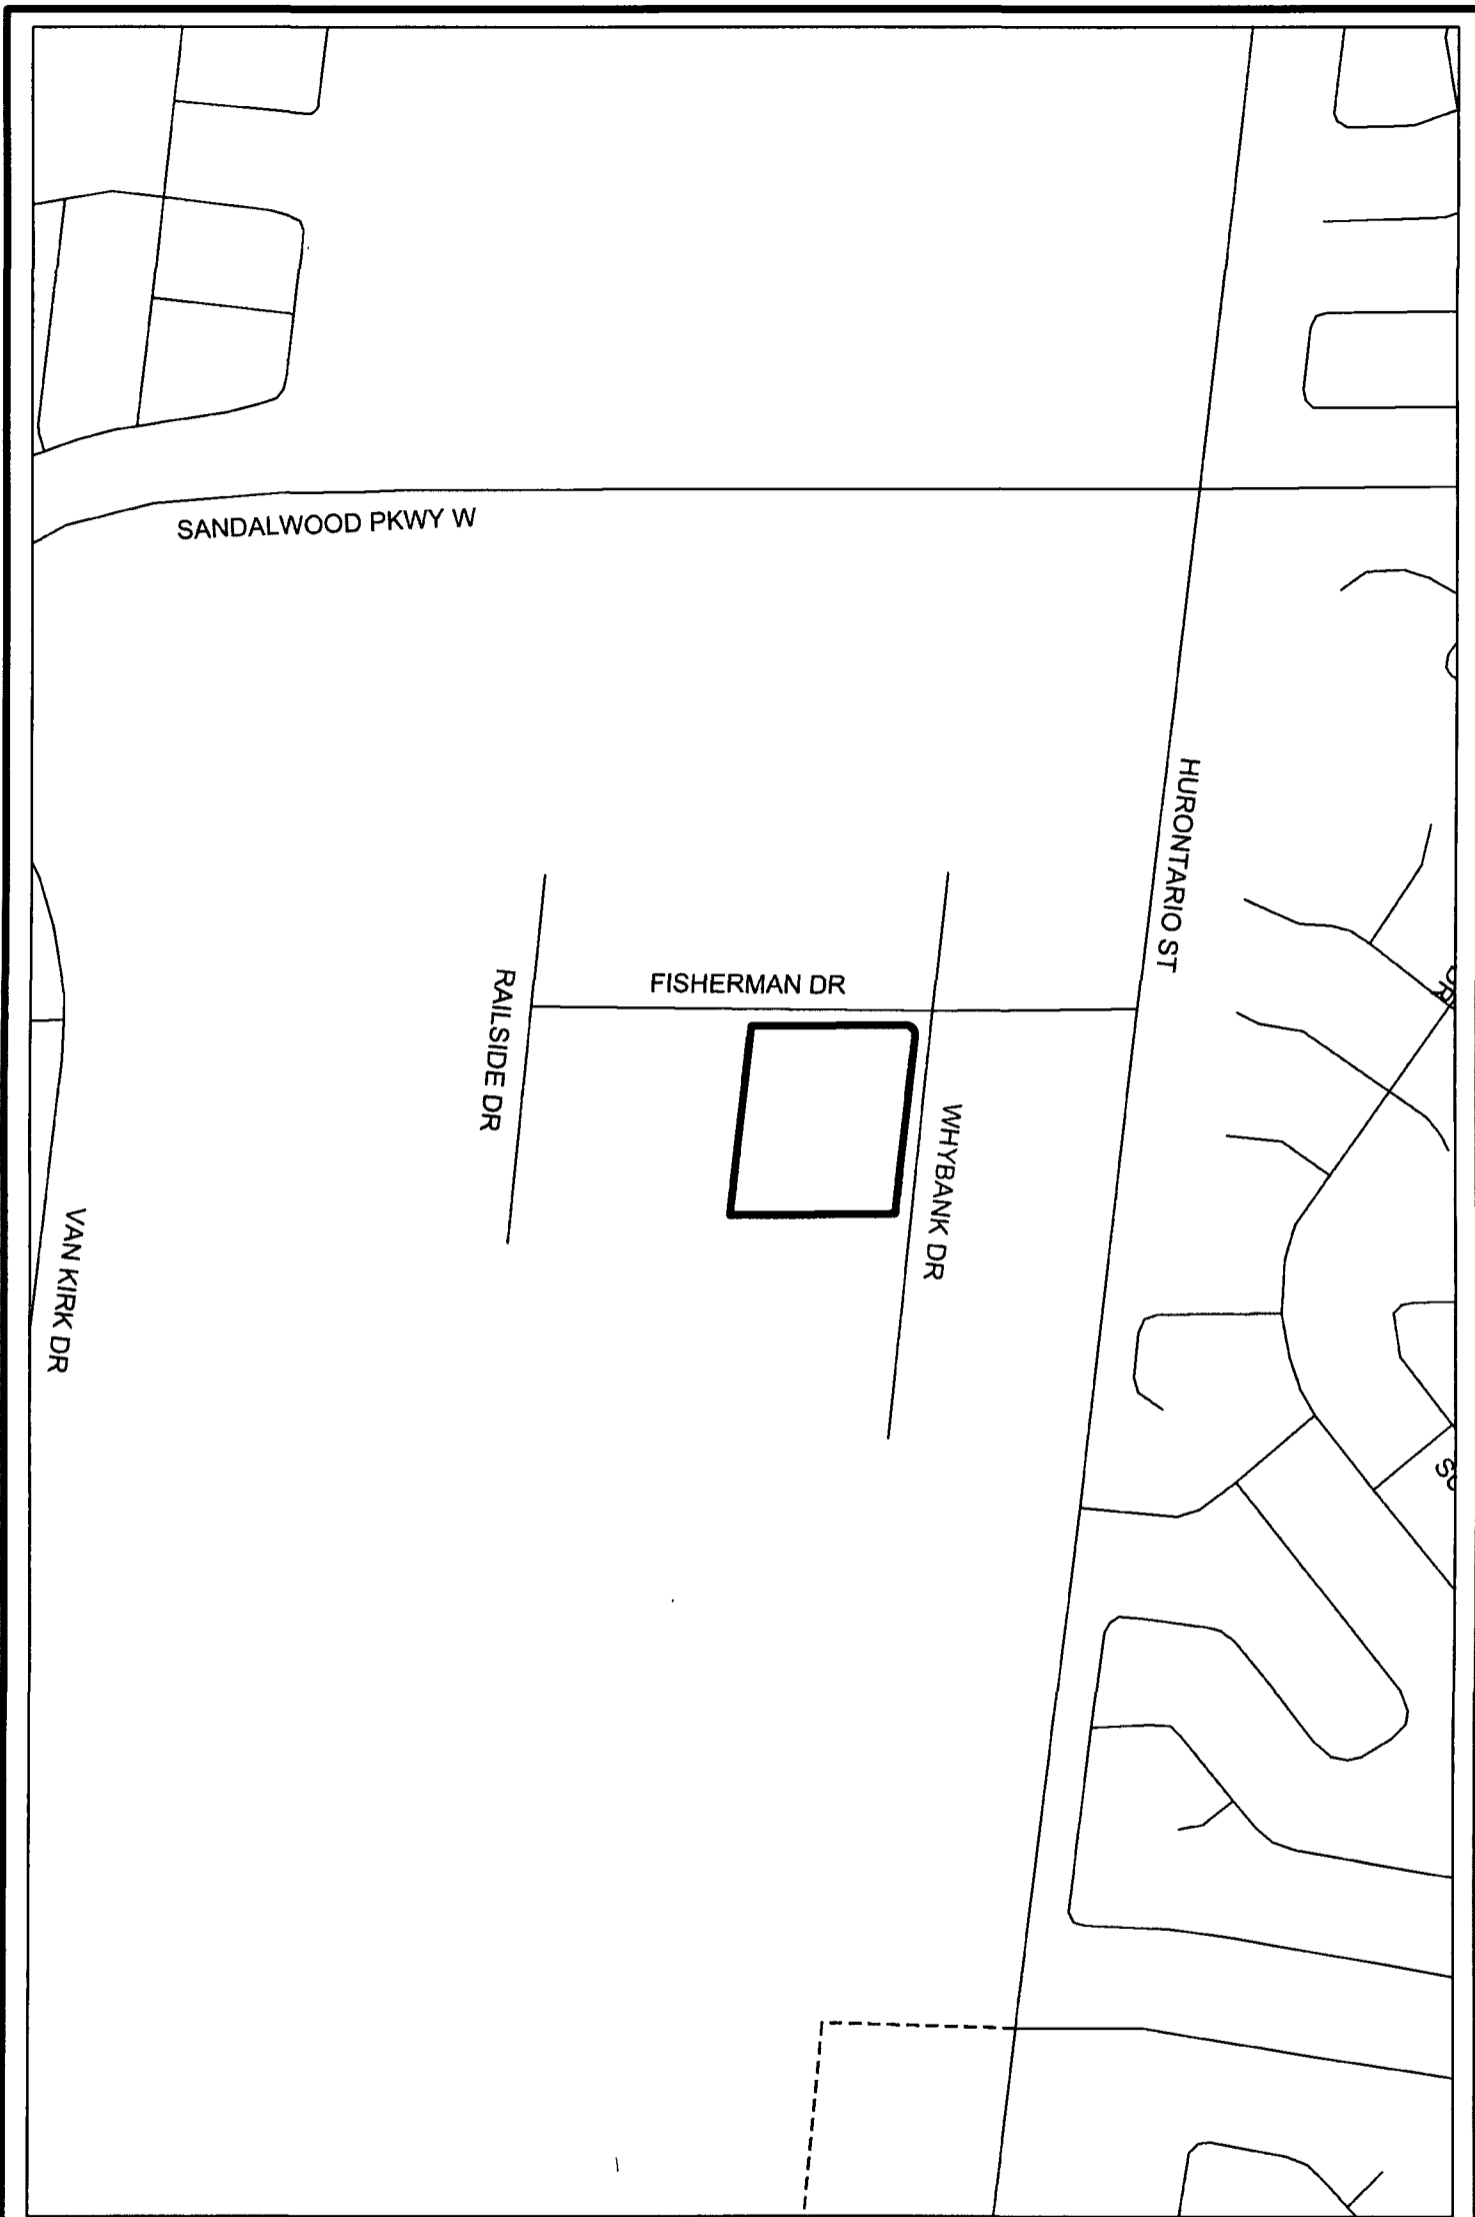 SANDALWOOD PKWY W
HURONTARIO ST
FISHERMAN DR
RAILSIDE DR
WHYBANK DR
VAN KIRK DR